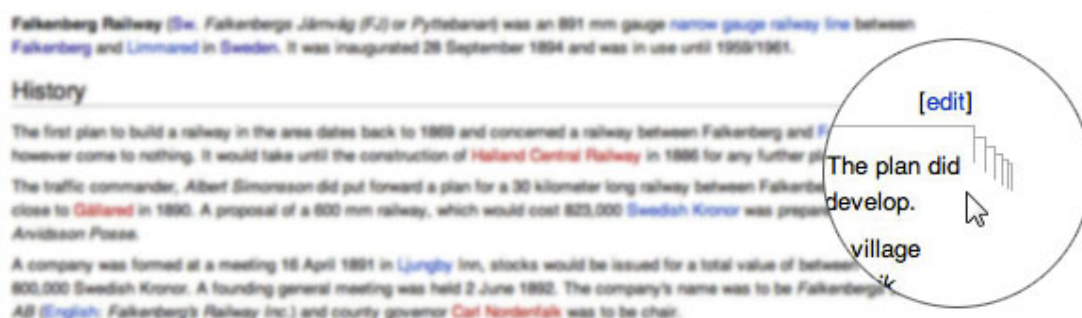 Falkenberg Railway (Sw. Falkenbergs Järnväg (FJ) or Pyttebanan) was an 891 mm gauge narrow gauge railway line between
Falkenberg and Limmared in Sweden. It was inaugurated 28 September 1894 and was in use until 1959/1961.
History
[edit]
The first plan to build a railway in the area dates back to 1869 and concerned a railway between Falkenberg and
The plan did
however come to nothing. It would take until the construction of Halland Central Railway in 1886 for any further
develop.
The traffic commander, Albert Simonsson did put forward a plan for a 30 kilometer long railway between
village
close to Gällared in 1890. A proposal of a 600 mm railway, which would cost 823,000 Swedish Kronor was
Arvidsson Posse.
A company was formed at a meeting 16 April 1891 in Ljungby Inn, stocks would be issued for a total value of between
800,000 Swedish Kronor. A founding general meeting was held 2 June 1892. The company's name was to be Falkenbergs
AB (English: Falkenberg's Railway Inc.) and county governor Carl Nordenfalk was to be chair.